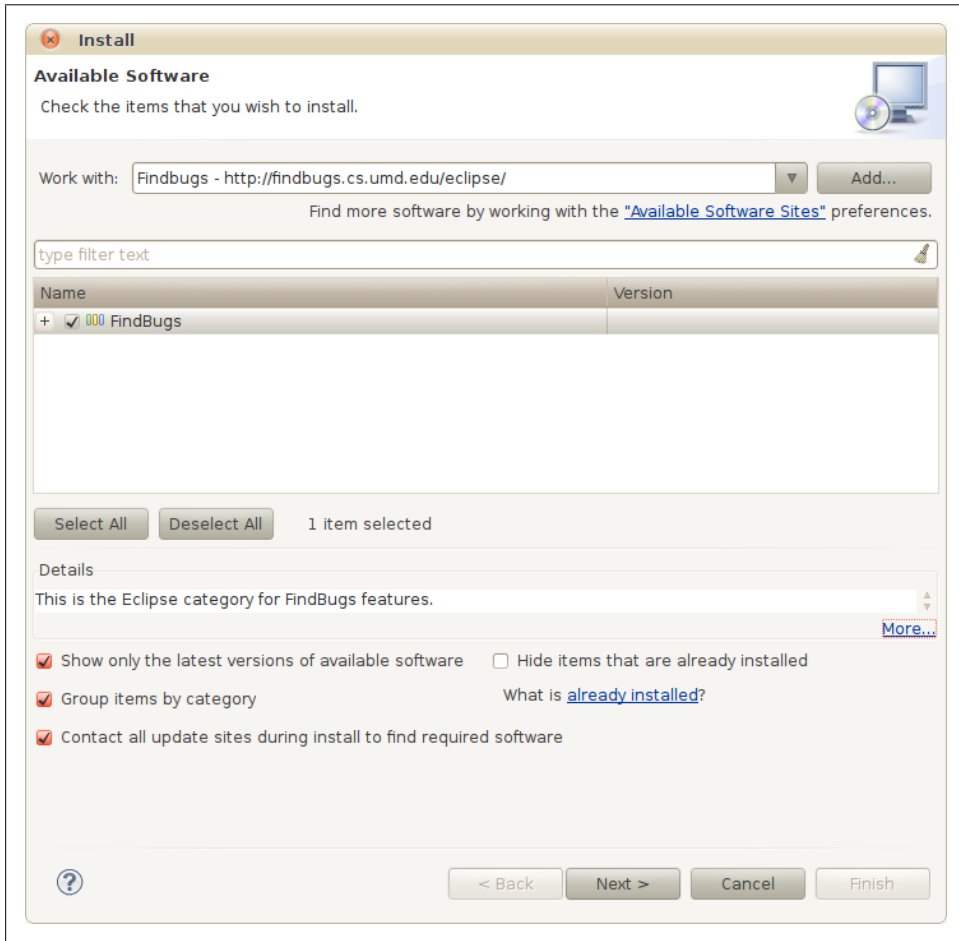 Install
Available Software
Check the items that you wish to install.
Work with: Findbugs - http://findbugs.cs.umd.edu/eclipse/ Add...
Find more software by working with the "Available Software Sites" preferences.
type filter text
Name Version
+ FindBugs
Select All Deselect All 1 item selected
Details
This is the Eclipse category for FindBugs features.
More...
Show only the latest versions of available software Hide items that are already installed
Group items by category What is already installed?
Contact all update sites during install to find required software
? < Back Next > Cancel Finish